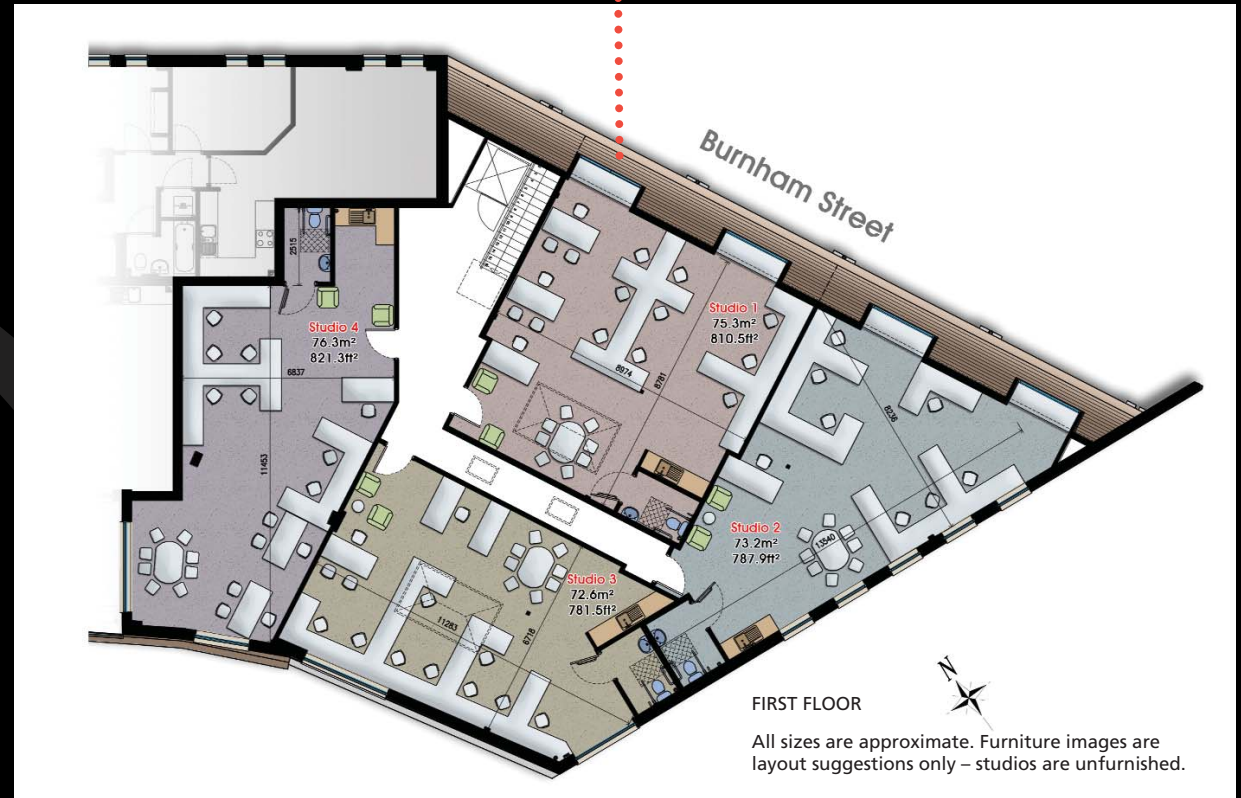 Burnham Street
2515
Studio 4
76.3m²
821.3ft²
6837
11453
Studio 1
75.3m²
810.5ft²
8974
8781
8238
Studio 2
73.2m²
787.9ft²
13540
Studio 3
72.6m²
781.5ft²
11283
6718
N
FIRST FLOOR
All sizes are approximate. Furniture images are
layout suggestions only – studios are unfurnished.